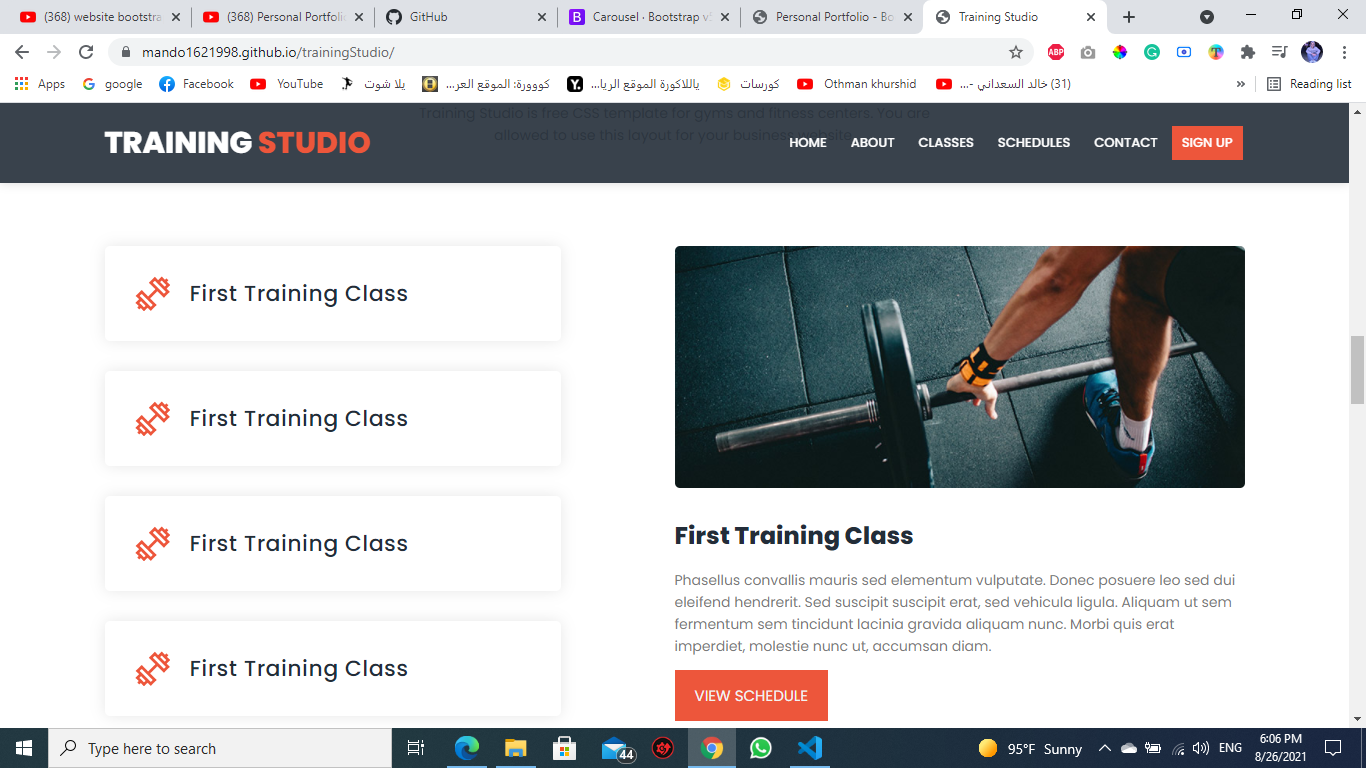 (368) website bootstra
(368) Personal Portfoli
GitHub
Carousel · Bootstrap v5
Personal Portfolio - Bo
Training Studio
mando1621998.github.io/trainingStudio/
ABP
Apps
google
Facebook
YouTube
يلا شوت
كووورة: الموقع العر...
ياللاكورة الموقع الريا...
كورسات
Othman khurshid
(31) خالد السعداني -...
»
Reading list
Training Studio is free CSS template for gyms and fitness centers. You are
allowed to use this layout for your business website.
TRAINING STUDIO
HOME
ABOUT
CLASSES
SCHEDULES
CONTACT
SIGN UP
First Training Class
First Training Class
First Training Class
First Training Class
First Training Class
Phasellus convallis mauris sed elementum vulputate. Donec posuere leo sed dui
eleifend hendrerit. Sed suscipit suscipit erat, sed vehicula ligula. Aliquam ut sem
fermentum sem tincidunt lacinia gravida aliquam nunc. Morbi quis erat
imperdiet, molestie nunc ut, accumsan diam.
VIEW SCHEDULE
Type here to search
44
95°F Sunny
ENG
6:06 PM
8/26/2021